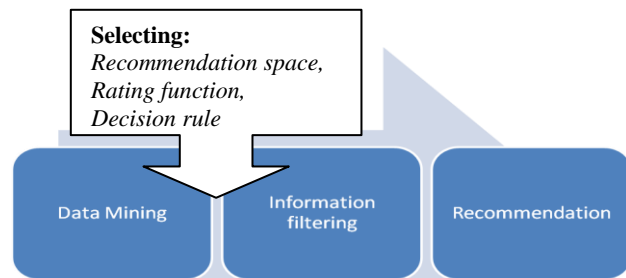 Selecting:
Recommendation space,
Rating function,
Decision rule
Data Mining
Information
filtering
Recommendation